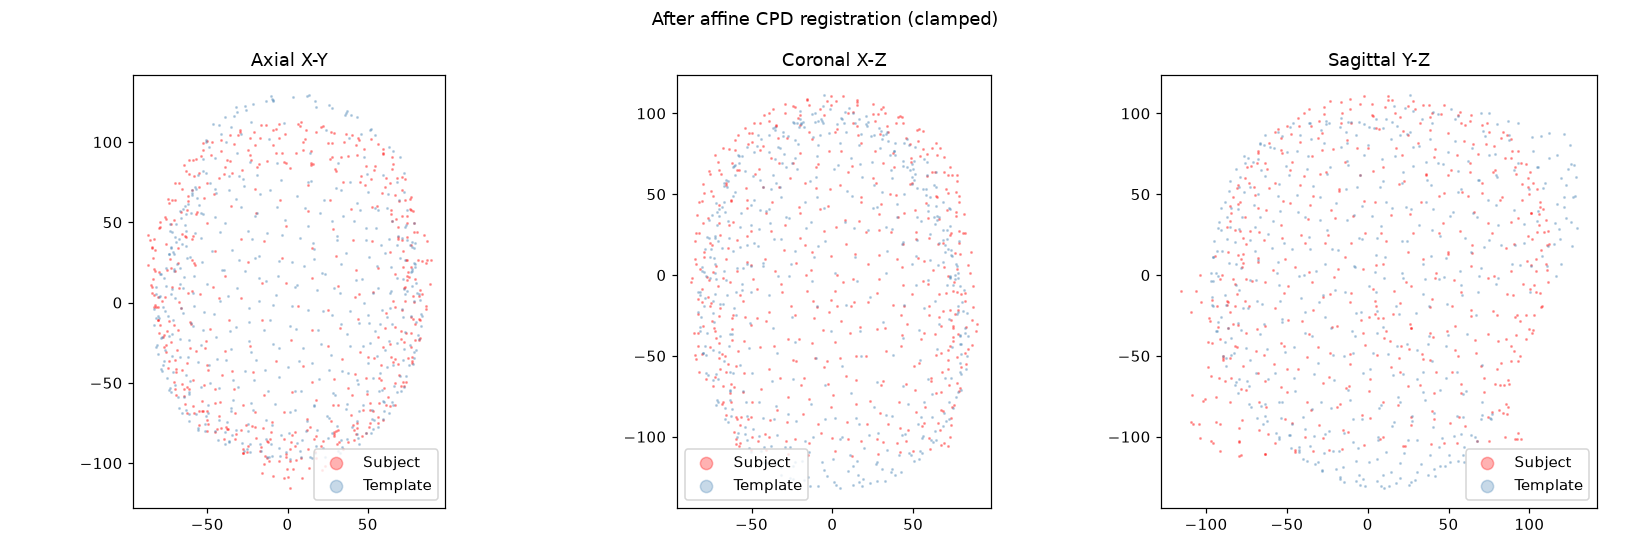 After affine CPD registration (clamped)
Axial X-Y
100
50
0
−50
−100
−50
0
50
Subject
Template
Coronal X-Z
100
50
0
−50
−100
−50
0
50
Subject
Template
Sagittal Y-Z
100
50
0
−50
−100
−100
−50
0
50
100
Subject
Template